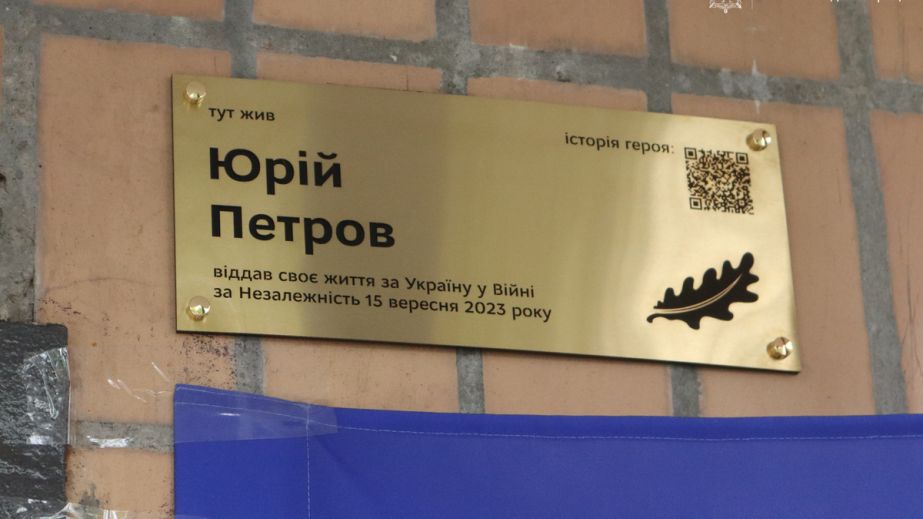 тут жив
історія героя:
Юрій
Петров
віддав своє життя за Україну у Війні
за Незалежність 15 вересня 2023 року